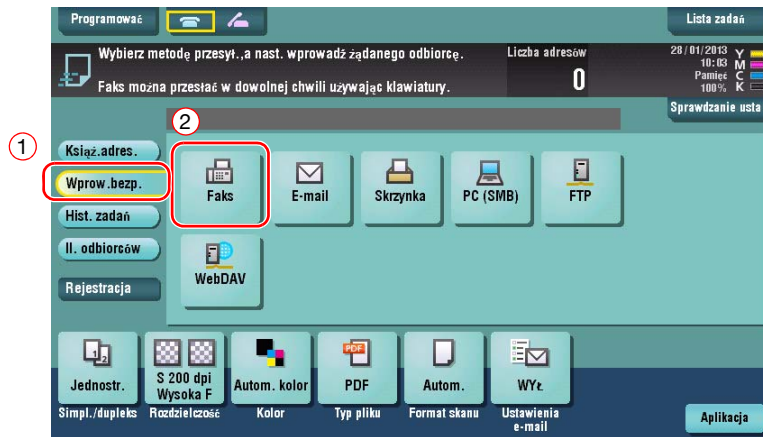 Programować
Lista zadań
Wybierz metodę przesył.,a nast. wprowadź żądanego odbiorcę.
Faks można przesłać w dowolnej chwili używając klawiatury.
Liczba adresów
0
28/01/2013
10:03
Pamięć
100%
Y
M
C
K
Sprawdzanie usta
1
2
Książ.adres.
Wprow.bezp.
Hist. zadań
Il. odbiorców
Rejestracja
Faks
E-mail
Skrzynka
PC (SMB)
FTP
WebDAV
1 2
Jednostr.
Simpl./dupleks
S 200 dpi
Wysoka F
Rozdzielczość
Autom. kolor
Kolor
PDF
PDF
Typ pliku
Autom.
Format skanu
WYŁ
Ustawienia
e-mail
Aplikacja